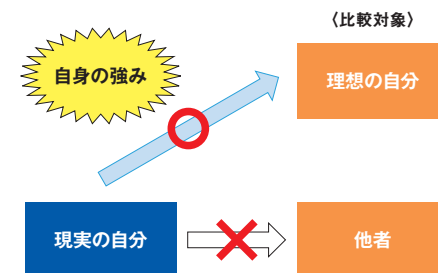 〈比較対象〉
自身の強み
理想の自分
現実の自分
他者